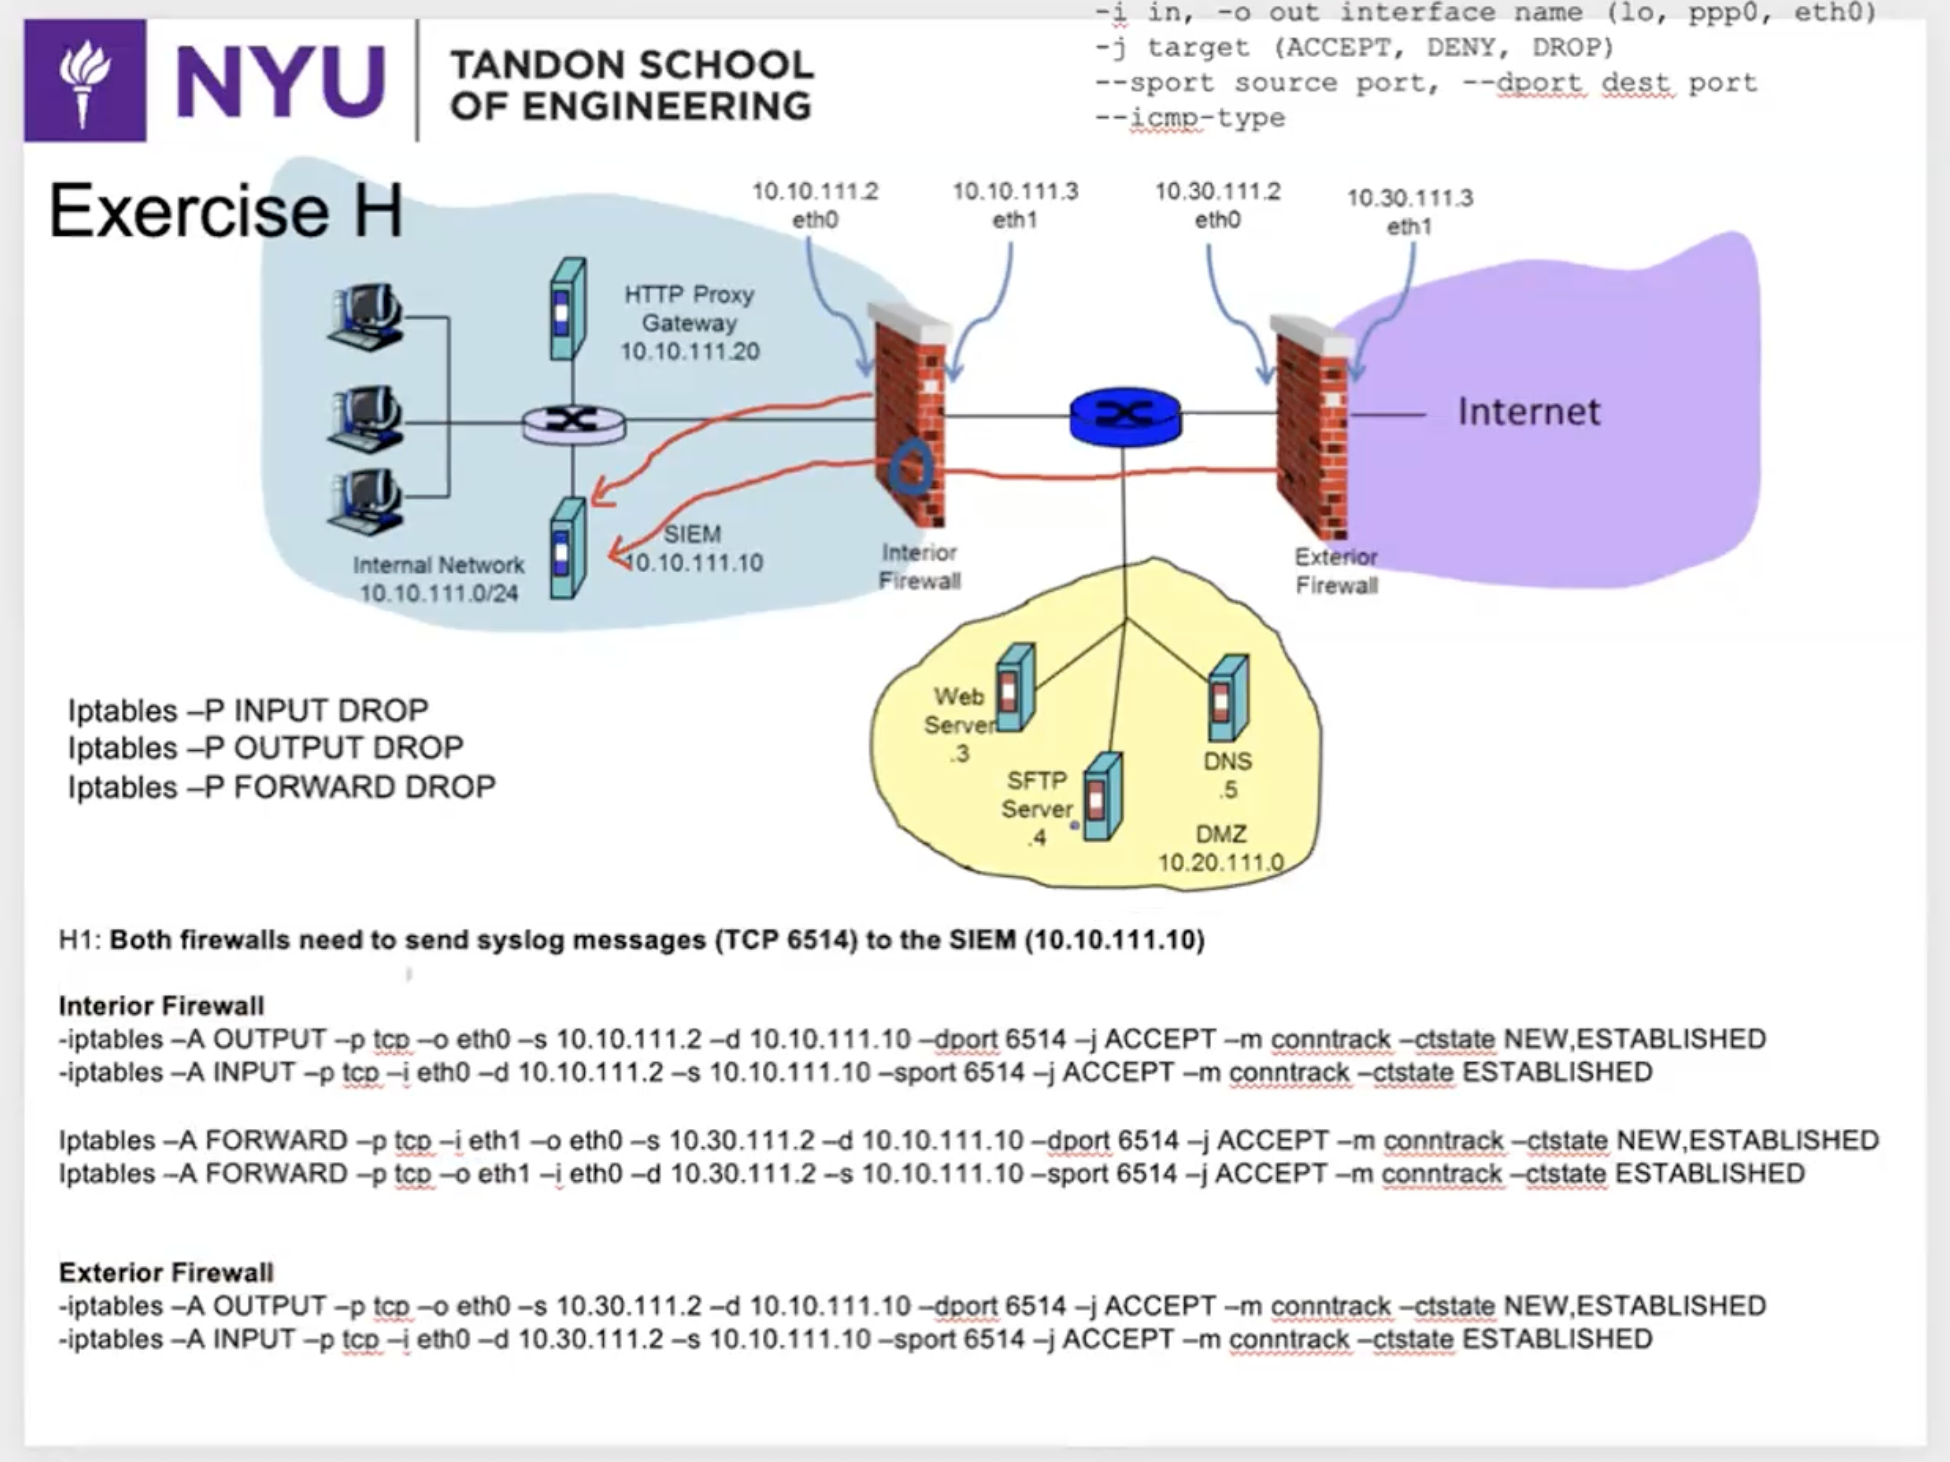 -i in, -o out interface name (lo, ppp0, eth0)
-j target (ACCEPT, DENY, DROP)
--sport source port, --dport dest port
--icmp-type
NYU
TANDON SCHOOL
OF ENGINEERING
Exercise H
10.10.111.2
eth0
10.10.111.3
eth1
10.30.111.2
eth0
10.30.111.3
eth1
HTTP Proxy
Gateway
10.10.111.20
Internet
SIEM
10.10.111.10
Internal Network
10.10.111.0/24
Interior
Firewall
Exterior
Firewall
Web
Server
.3
SFTP
Server
.4
DNS
.5
DMZ
10.20.111.0
Iptables –P INPUT DROP
Iptables –P OUTPUT DROP
Iptables –P FORWARD DROP
H1: Both firewalls need to send syslog messages (TCP 6514) to the SIEM (10.10.111.10)
Interior Firewall
-iptables –A OUTPUT –p tcp –o eth0 –s 10.10.111.2 –d 10.10.111.10 –dport 6514 –j ACCEPT –m conntrack –ctstate NEW,ESTABLISHED
-iptables –A INPUT –p tcp –i eth0 –d 10.10.111.2 –s 10.10.111.10 –sport 6514 –j ACCEPT –m conntrack –ctstate ESTABLISHED
Iptables –A FORWARD –p tcp –i eth1 –o eth0 –s 10.30.111.2 –d 10.10.111.10 –dport 6514 –j ACCEPT –m conntrack –ctstate NEW,ESTABLISHED
Iptables –A FORWARD –p tcp –o eth1 –i eth0 –d 10.30.111.2 –s 10.10.111.10 –sport 6514 –j ACCEPT –m conntrack –ctstate ESTABLISHED
Exterior Firewall
-iptables –A OUTPUT –p tcp –o eth0 –s 10.30.111.2 –d 10.10.111.10 –dport 6514 –j ACCEPT –m conntrack –ctstate NEW,ESTABLISHED
-iptables –A INPUT –p tcp –i eth0 –d 10.30.111.2 –s 10.10.111.10 –sport 6514 –j ACCEPT –m conntrack –ctstate ESTABLISHED